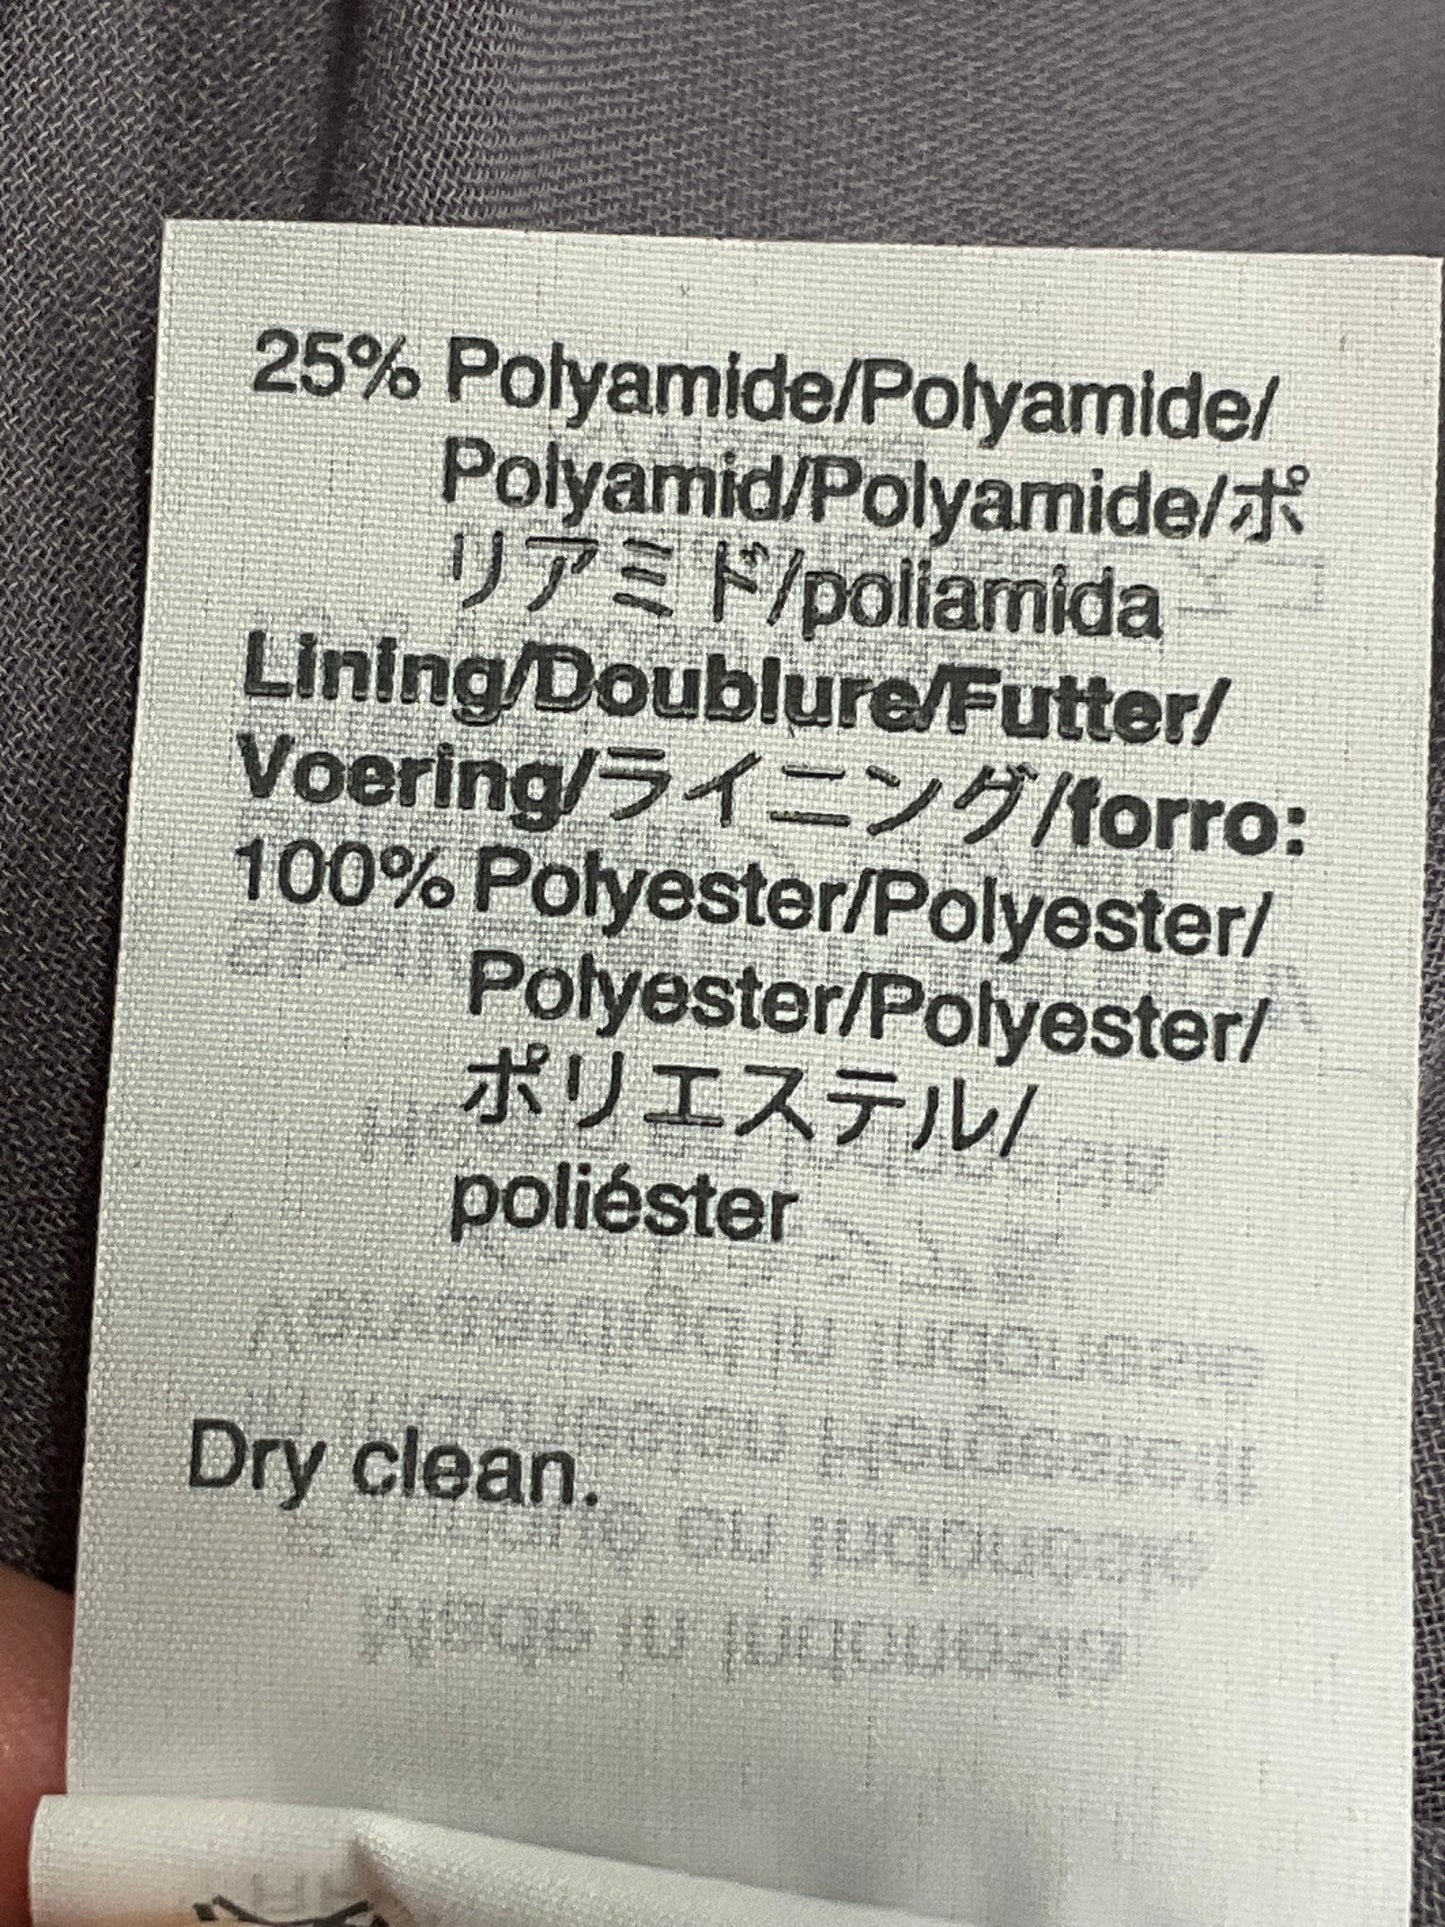 25% Polyamide/Polyamide/
Polyamid/Polyamide/ポ
リアミド/poliamida
Lining/Doublure/Futter/
Voering/ライニング/forro:
100% Polyester/Polyester/
Polyester/Polyester/
ポリエステル/
poliéster
Dry clean.